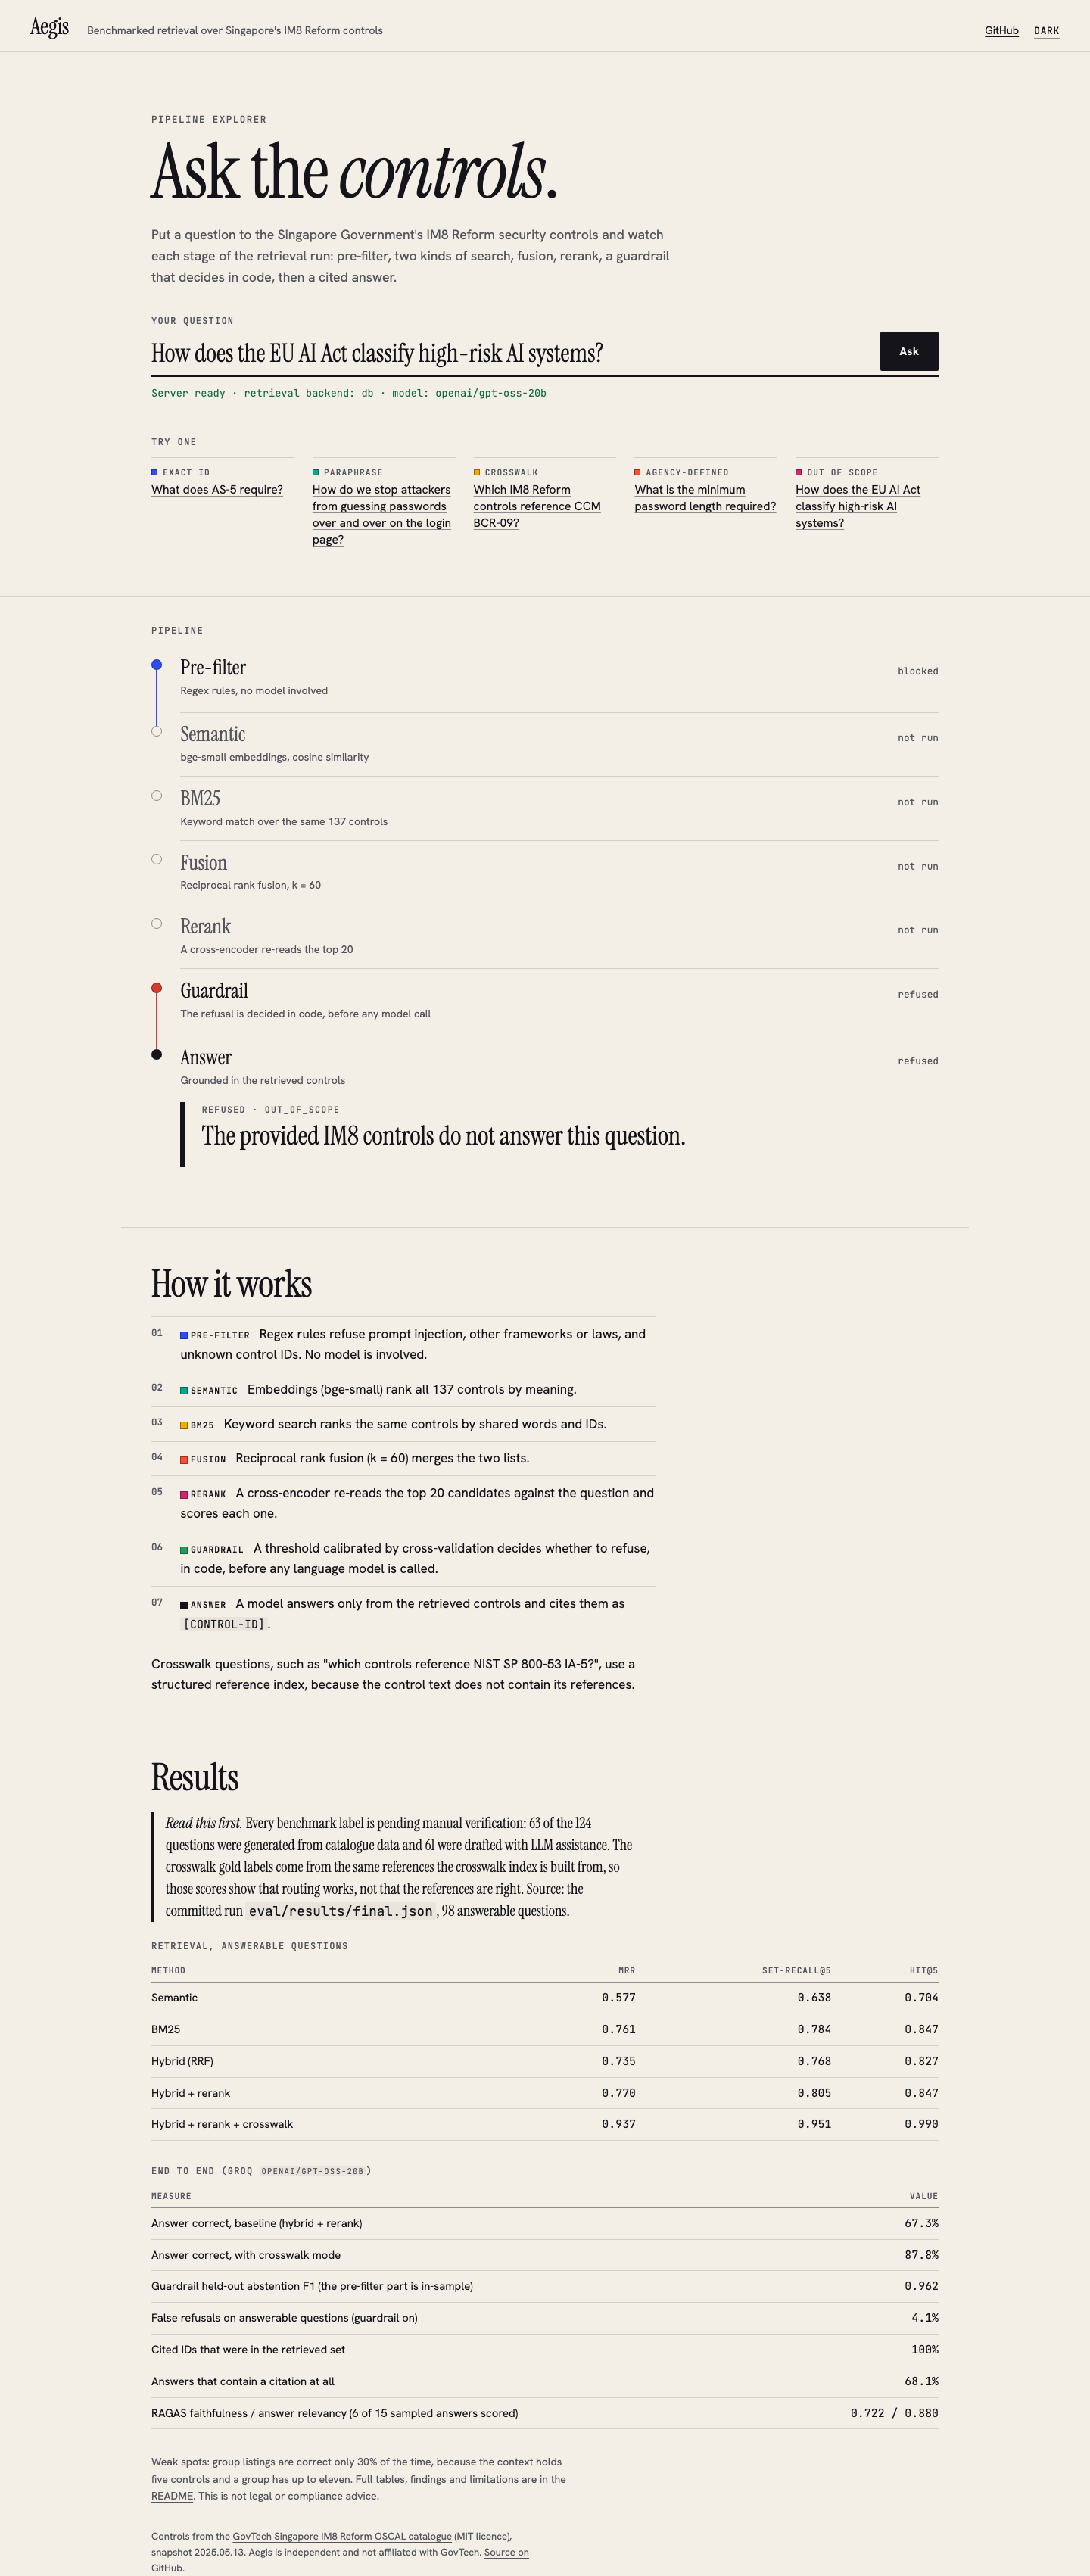 Aegis Benchmarked retrieval over Singapore's IM8 Reform controls GitHub DARK
PIPELINE EXPLORER
Ask the controls.
Put a question to the Singapore Government's IM8 Reform security controls and watch
each stage of the retrieval run: pre-filter, two kinds of search, fusion, rerank, a guardrail
that decides in code, then a cited answer.
YOUR QUESTION
How does the EU AI Act classify high-risk AI systems?
Ask
Server ready · retrieval backend: db · model: openai/gpt-oss-20b
TRY ONE
EXACT ID
What does AS-5 require?
PARAPHRASE
How do we stop attackers
from guessing passwords
over and over on the login
page?
CROSSWALK
Which IM8 Reform
controls reference CCM
BCR-09?
AGENCY-DEFINED
What is the minimum
password length required?
OUT OF SCOPE
How does the EU AI Act
classify high-risk AI
systems?
PIPELINE
Pre-filter blocked
Regex rules, no model involved
Semantic not run
bge-small embeddings, cosine similarity
BM25 not run
Keyword match over the same 137 controls
Fusion not run
Reciprocal rank fusion, k = 60
Rerank not run
A cross-encoder re-reads the top 20
Guardrail refused
The refusal is decided in code, before any model call
Answer refused
Grounded in the retrieved controls
REFUSED · OUT_OF_SCOPE
The provided IM8 controls do not answer this question.
How it works
01 PRE-FILTER Regex rules refuse prompt injection, other frameworks or laws, and
unknown control IDs. No model is involved.
02 SEMANTIC Embeddings (bge-small) rank all 137 controls by meaning.
03 BM25 Keyword search ranks the same controls by shared words and IDs.
04 FUSION Reciprocal rank fusion (k = 60) merges the two lists.
05 RERANK A cross-encoder re-reads the top 20 candidates against the question and
scores each one.
06 GUARDRAIL A threshold calibrated by cross-validation decides whether to refuse,
in code, before any language model is called.
07 ANSWER A model answers only from the retrieved controls and cites them as
[CONTROL-ID].
Crosswalk questions, such as "which controls reference NIST SP 800-53 IA-5?", use a
structured reference index, because the control text does not contain its references.
Results
Read this first. Every benchmark label is pending manual verification: 63 of the 124
questions were generated from catalogue data and 61 were drafted with LLM assistance. The
crosswalk gold labels come from the same references the crosswalk index is built from, so
those scores show that routing works, not that the references are right. Source: the
committed run eval/results/final.json, 98 answerable questions.
RETRIEVAL, ANSWERABLE QUESTIONS
METHOD MRR SET-RECALL@5 HIT@5
Semantic 0.577 0.638 0.704
BM25 0.761 0.784 0.847
Hybrid (RRF) 0.735 0.768 0.827
Hybrid + rerank 0.770 0.805 0.847
Hybrid + rerank + crosswalk 0.937 0.951 0.990
END TO END (GROQ OPENAI/GPT-OSS-20B)
MEASURE VALUE
Answer correct, baseline (hybrid + rerank) 67.3%
Answer correct, with crosswalk mode 87.8%
Guardrail held-out abstention F1 (the pre-filter part is in-sample) 0.962
False refusals on answerable questions (guardrail on) 4.1%
Cited IDs that were in the retrieved set 100%
Answers that contain a citation at all 68.1%
RAGAS faithfulness / answer relevancy (6 of 15 sampled answers scored) 0.722 / 0.880
Weak spots: group listings are correct only 30% of the time, because the context holds
five controls and a group has up to eleven. Full tables, findings and limitations are in the
README. This is not legal or compliance advice.
Controls from the GovTech Singapore IM8 Reform OSCAL catalogue (MIT licence),
snapshot 2025.05.13. Aegis is independent and not affiliated with GovTech. Source on
GitHub.